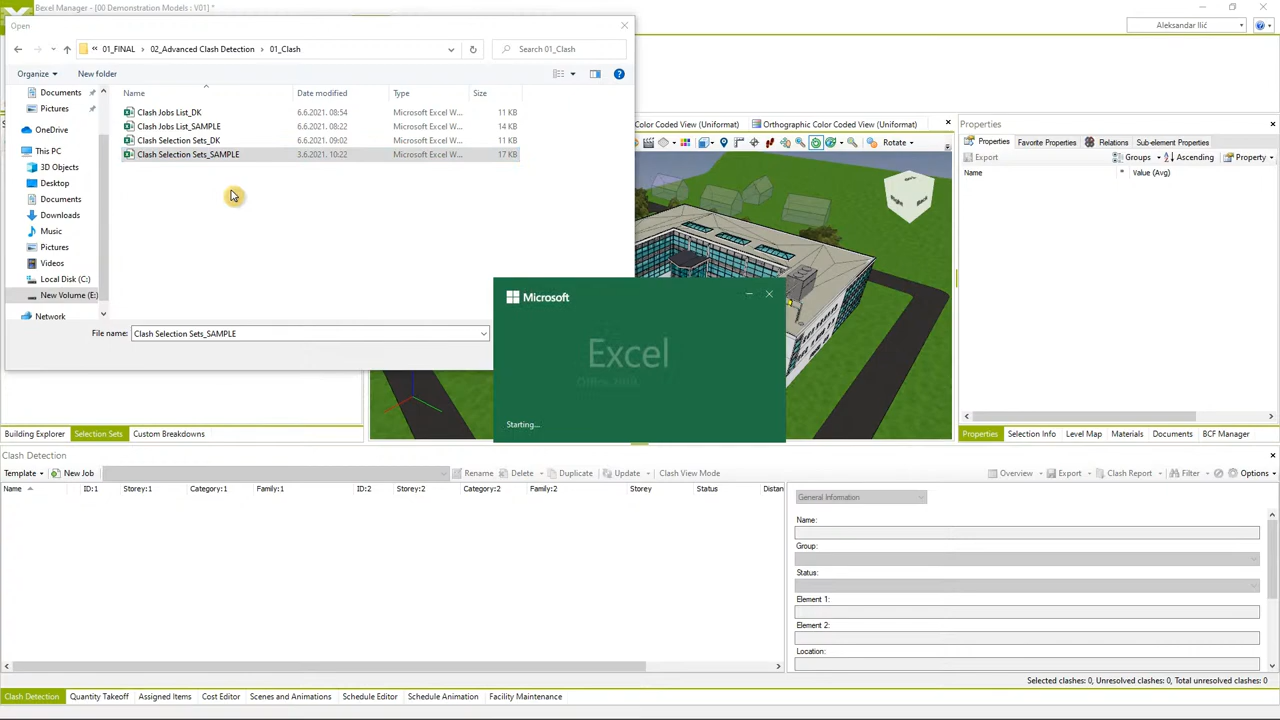 Bexel Manager - [00 Demonstration Models : V01] *
Aleksandar Ilić
Open
01_FINAL
02_Advanced Clash Detection
01_Clash
Search 01_Clash
Organize
New folder
Documents
Pictures
OneDrive
This PC
3D Objects
Desktop
Documents
Downloads
Music
Pictures
Videos
Local Disk (C:)
New Volume (E:)
Network
Name
Date modified
Type
Size
Clash Jobs List_DK
6.6.2021. 08:54
Microsoft Excel W...
11 KB
Clash Jobs List_SAMPLE
6.6.2021. 08:22
Microsoft Excel W...
14 KB
Clash Selection Sets_DK
6.6.2021. 09:02
Microsoft Excel W...
11 KB
Clash Selection Sets_SAMPLE
3.6.2021. 10:22
Microsoft Excel W...
17 KB
File name:
Clash Selection Sets_SAMPLE
Microsoft
Excel
Starting...
Color Coded View (Uniformat)
Orthographic Color Coded View (Uniformat)
Rotate
Right
Back
Properties
Properties
Favorite Properties
Relations
Sub-element Properties
Export
Groups
Ascending
Property
Name
Value (Avg)
Building Explorer
Selection Sets
Custom Breakdowns
Properties
Selection Info
Level Map
Materials
Documents
BCF Manager
Clash Detection
Template
New Job
Rename
Delete
Duplicate
Update
Clash View Mode
Overview
Export
Clash Report
Filter
Options
Name
ID:1
Storey:1
Category:1
Family:1
ID:2
Storey:2
Category:2
Family:2
Storey
Status
Distan
General Information
Name:
Group:
Status:
Element 1:
Element 2:
Location:
Selected clashes: 0, Unresolved clashes: 0, Total unresolved clashes: 0
Clash Detection
Quantity Takeoff
Assigned Items
Cost Editor
Scenes and Animations
Schedule Editor
Schedule Animation
Facility Maintenance